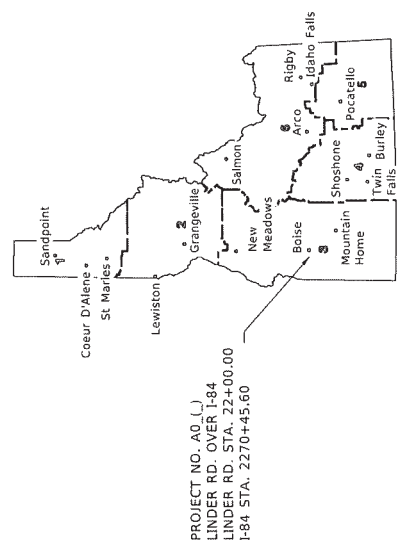 Sandpoint
1
Coeur D'Alene
St Maries
Lewiston
2
Grangeville
Salmon
New
Meadows
Boise
3
Mountain
Home
Shoshone
4
Twin
Falls
Burley
6
Arco
Rigby
Idaho Falls
Pocatello
5
PROJECT NO. A0_(_)
LINDER RD. OVER I-84
LINDER RD. STA. 22+00.00
I-84 STA. 2270+45.60